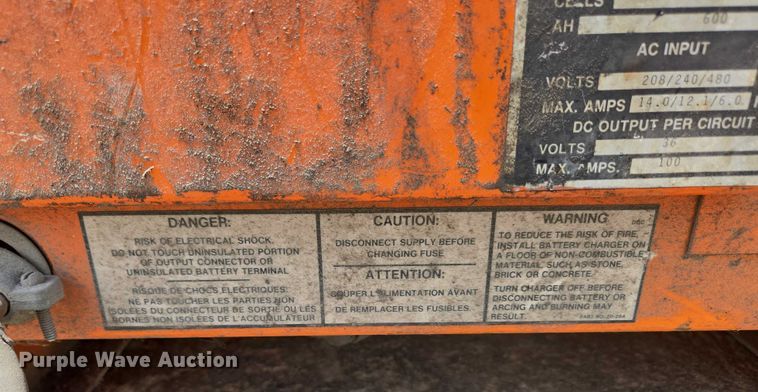 CELLS
AH 600
AC INPUT
VOLTS 208/240/480
MAX. AMPS 14.0/12.1/6.0
DC OUTPUT PER CIRCUIT
VOLTS 36
MAX. AMPS. 100
DANGER:
RISK OF ELECTRICAL SHOCK.
DO NOT TOUCH UNINSULATED PORTION
OF OUTPUT CONNECTOR OR
UNINSULATED BATTERY TERMINAL
RISQUE DE CHOCS ELECTRIQUES:
NE PAS TOUCHER LES PARTIES NON
ISOLEES DU CONNECTEUR DE SORTIE OU LES
BORNES NON ISOLEES DE L'ACCUMULATEUR
CAUTION:
DISCONNECT SUPPLY BEFORE
CHANGING FUSE
ATTENTION:
COUPER L'ALIMENTATION AVANT
DE REMPLACER LES FUSIBLES.
WARNING
TO REDUCE THE RISK OF FIRE,
INSTALL BATTERY CHARGER ON
A FLOOR OF NON-COMBUSTIBLE
MATERIAL, SUCH AS STONE,
BRICK OR CONCRETE.
TURN CHARGER OFF BEFORE
DISCONNECTING BATTERY OR
ARCING AND BURNING MAY
RESULT.
Purple Wave Auction